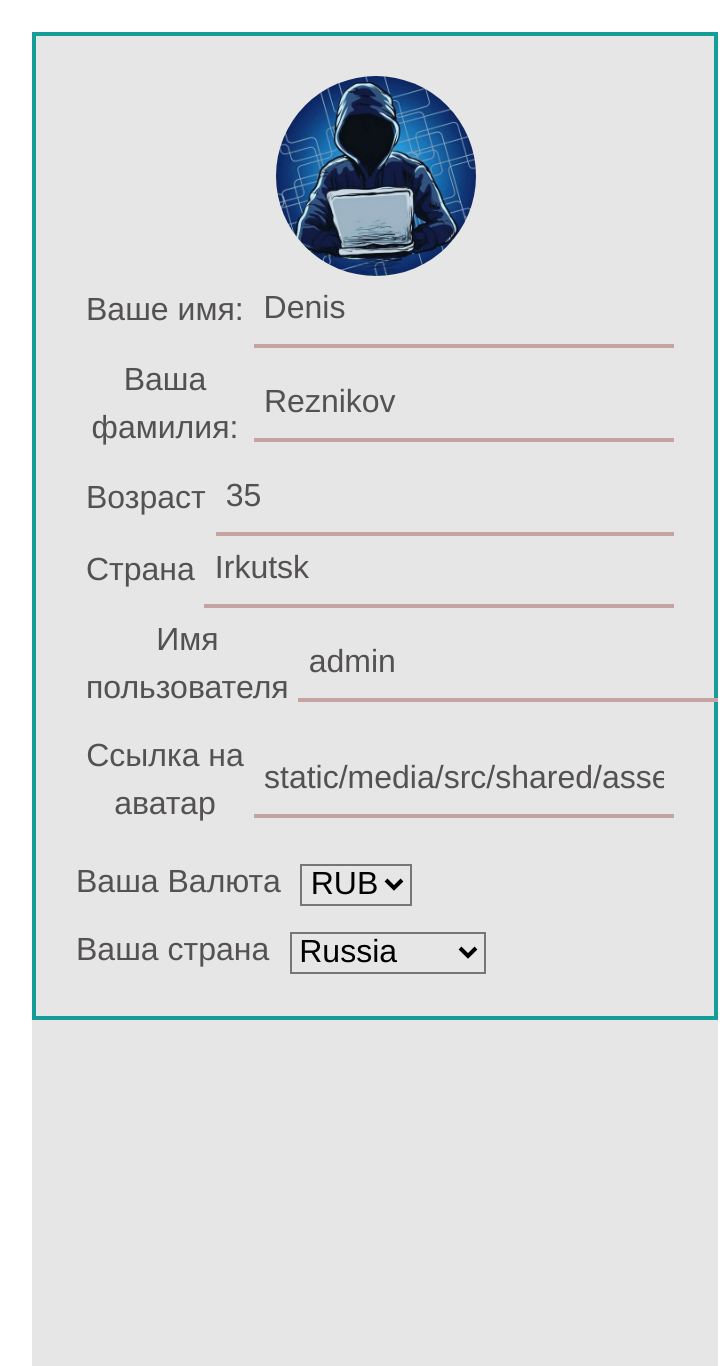 Ваше имя: Denis
Ваша
фамилия: Reznikov
Возраст 35
Страна Irkutsk
Имя
пользователя admin
Ссылка на
аватар static/media/src/shared/asse
Ваша Валюта RUB
Ваша страна Russia